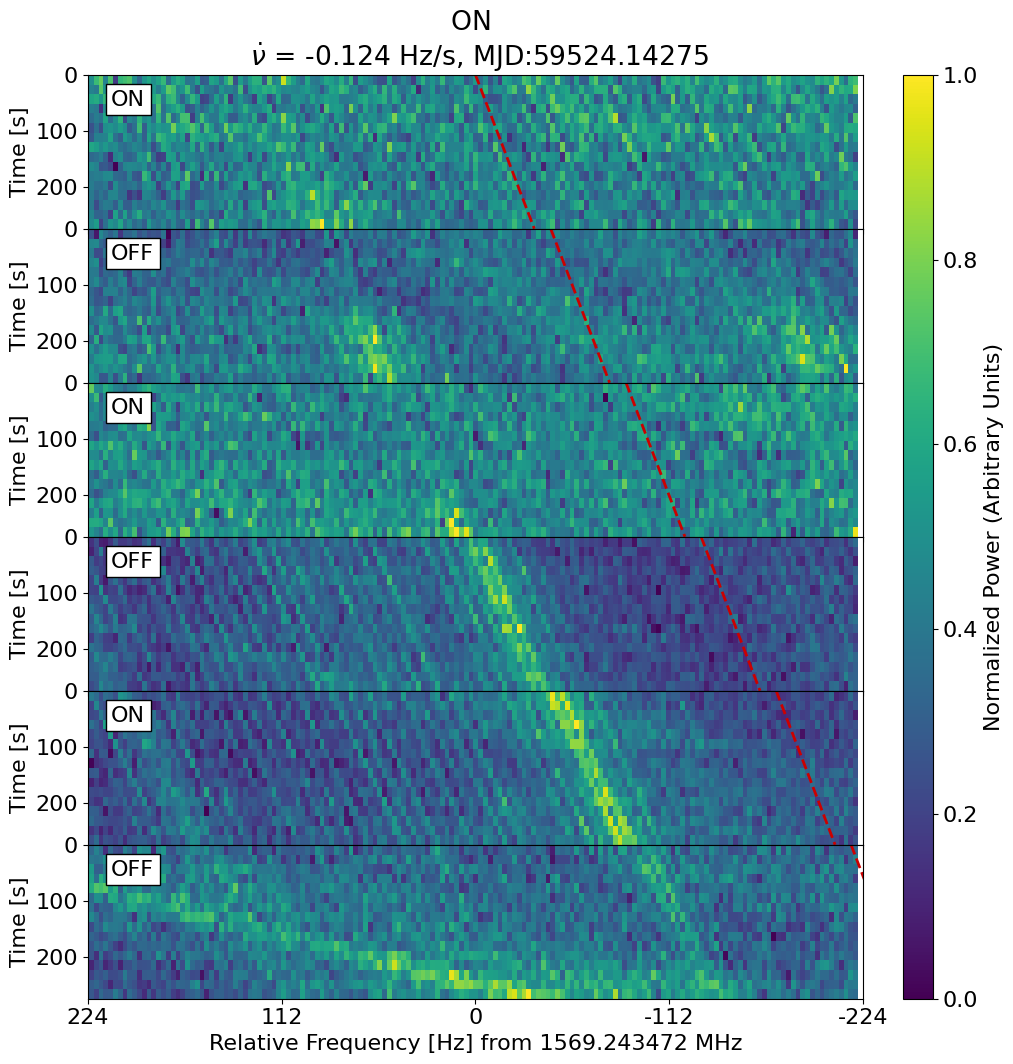 ON
ν̇ = -0.124 Hz/s, MJD:59524.14275
0
Time [s]
100
200
ON
0
Time [s]
100
200
OFF
0
Time [s]
100
200
ON
0
Time [s]
100
200
OFF
0
Time [s]
100
200
ON
0
Time [s]
100
200
OFF
224 112 0 -112 -224
Relative Frequency [Hz] from 1569.243472 MHz
1.0
0.8
0.6
0.4
0.2
0.0
Normalized Power (Arbitrary Units)